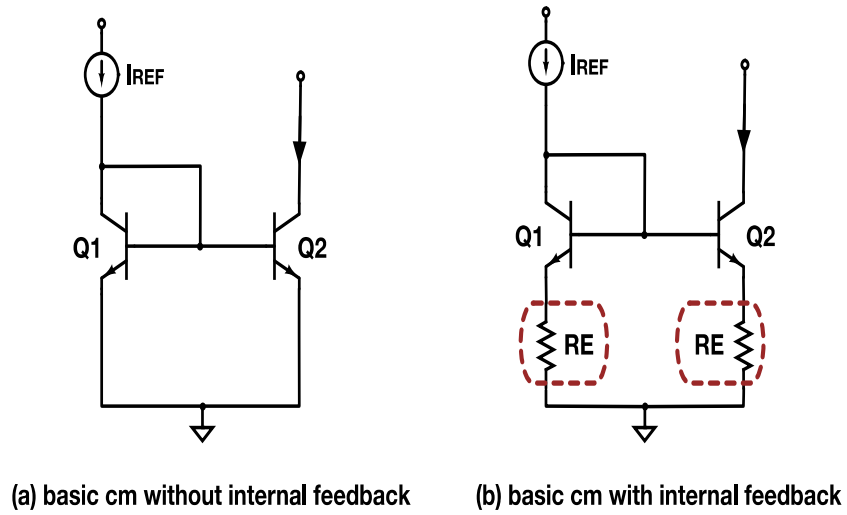 IREF
Q1
Q2
(a) basic cm without internal feedback
IREF
Q1
Q2
RE
RE
(b) basic cm with internal feedback